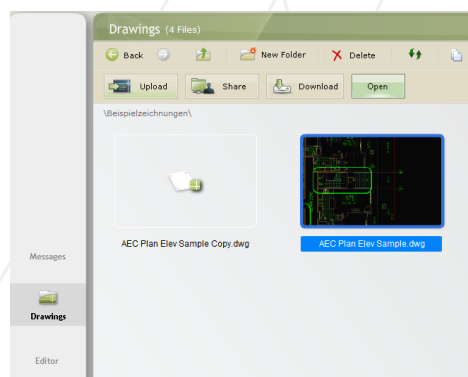 Drawings (4 Files)
Back New Folder Delete
Upload Share Download Open
\Beispielzeichnungen\
AEC Plan Elev Sample Copy.dwg AEC Plan Elev Sample.dwg
Messages
Drawings
Editor